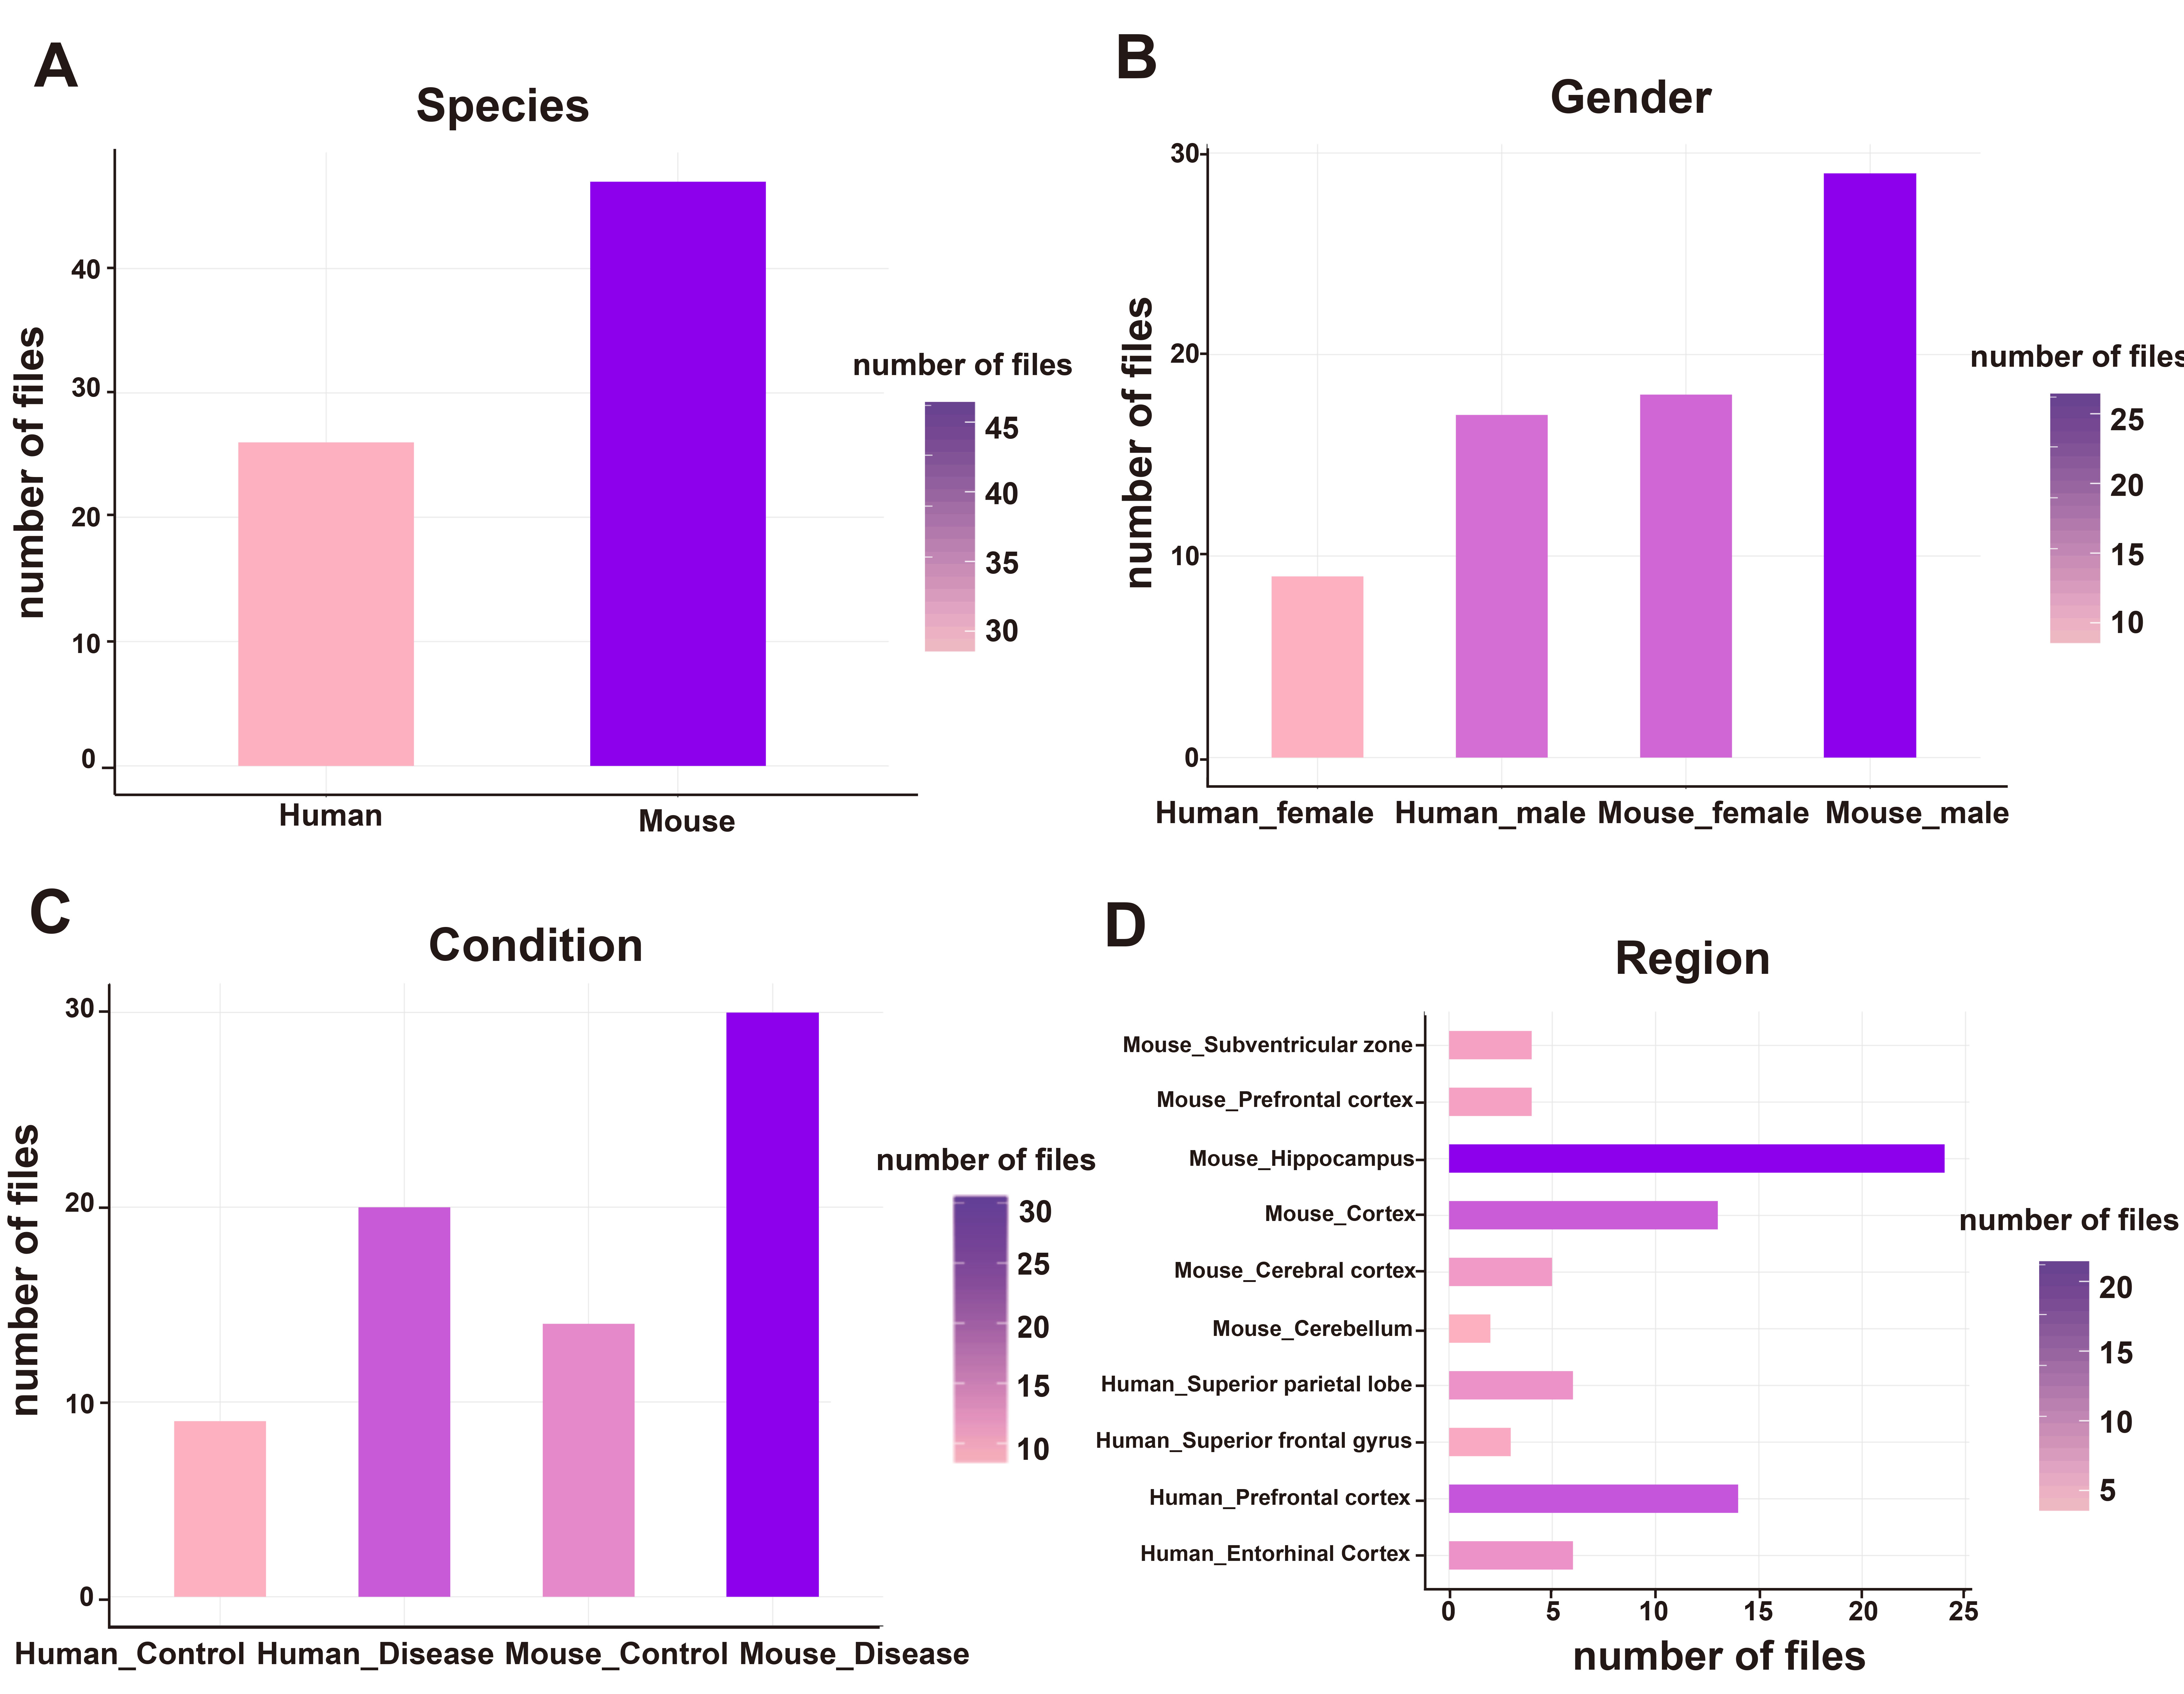 A
Species
number of files
40
30
20
10
0
Human
Mouse
number of files
45
40
35
30
B
Gender
number of files
30
20
10
0
Human_female
Human_male
Mouse_female
Mouse_male
number of files
25
20
15
10
C
Condition
number of files
30
20
10
0
Human_Control
Human_Disease
Mouse_Control
Mouse_Disease
number of files
30
25
20
15
10
D
Region
Mouse_Subventricular zone
Mouse_Prefrontal cortex
Mouse_Hippocampus
Mouse_Cortex
Mouse_Cerebral cortex
Mouse_Cerebellum
Human_Superior parietal lobe
Human_Superior frontal gyrus
Human_Prefrontal cortex
Human_Entorhinal Cortex
0
5
10
15
20
25
number of files
number of files
20
15
10
5